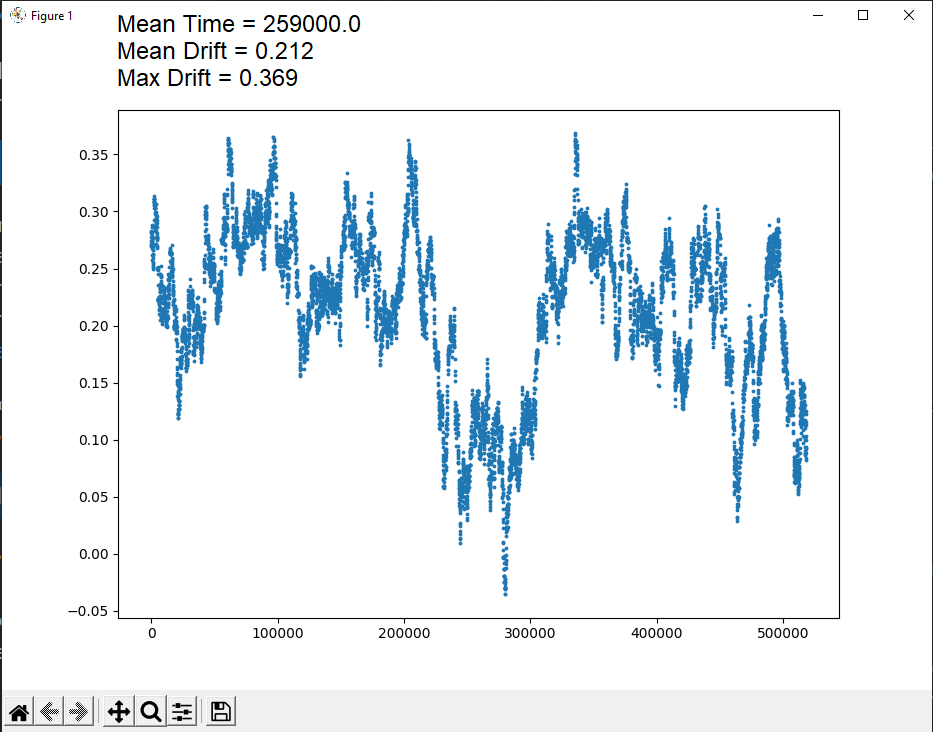 Figure 1
Mean Time = 259000.0
Mean Drift = 0.212
Max Drift = 0.369
0.35
0.30
0.25
0.20
0.15
0.10
0.05
0.00
−0.05
0 100000 200000 300000 400000 500000